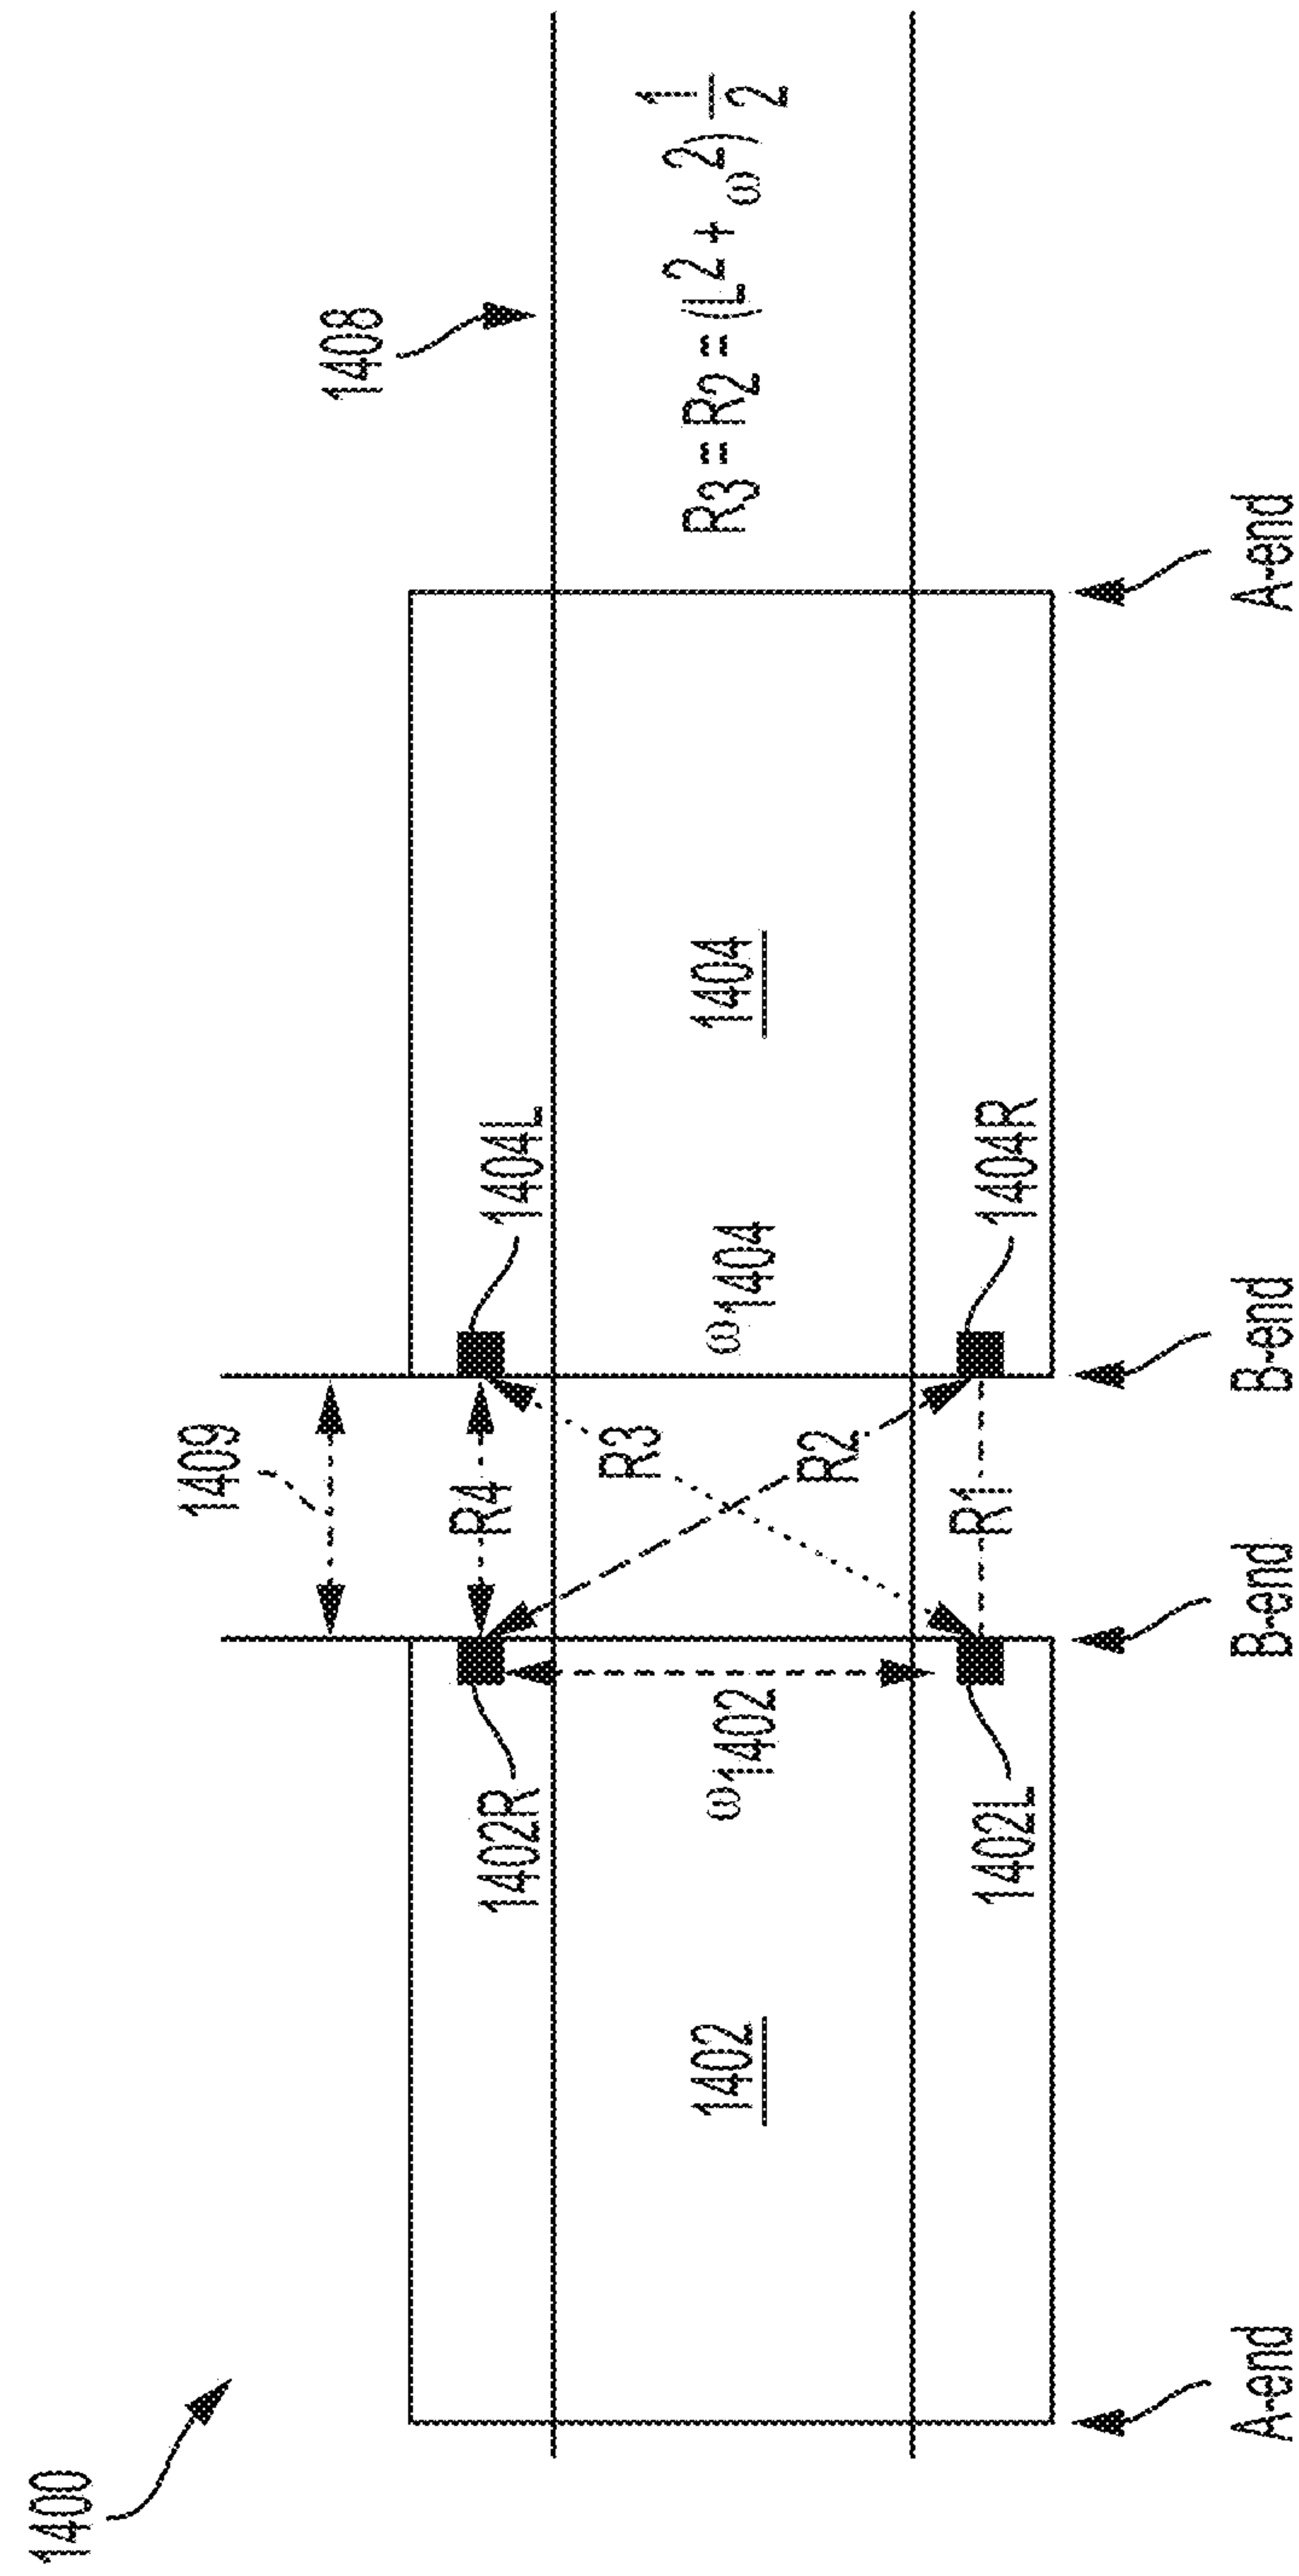 1400
1408
1409
R4
R3
R2
R1
1402R
1404L
ω1402
ω1404
1402
1404
R3 = R2 = (L2 + ω2) 1/2
1402L
1404R
A-end
B-end
B-end
A-end